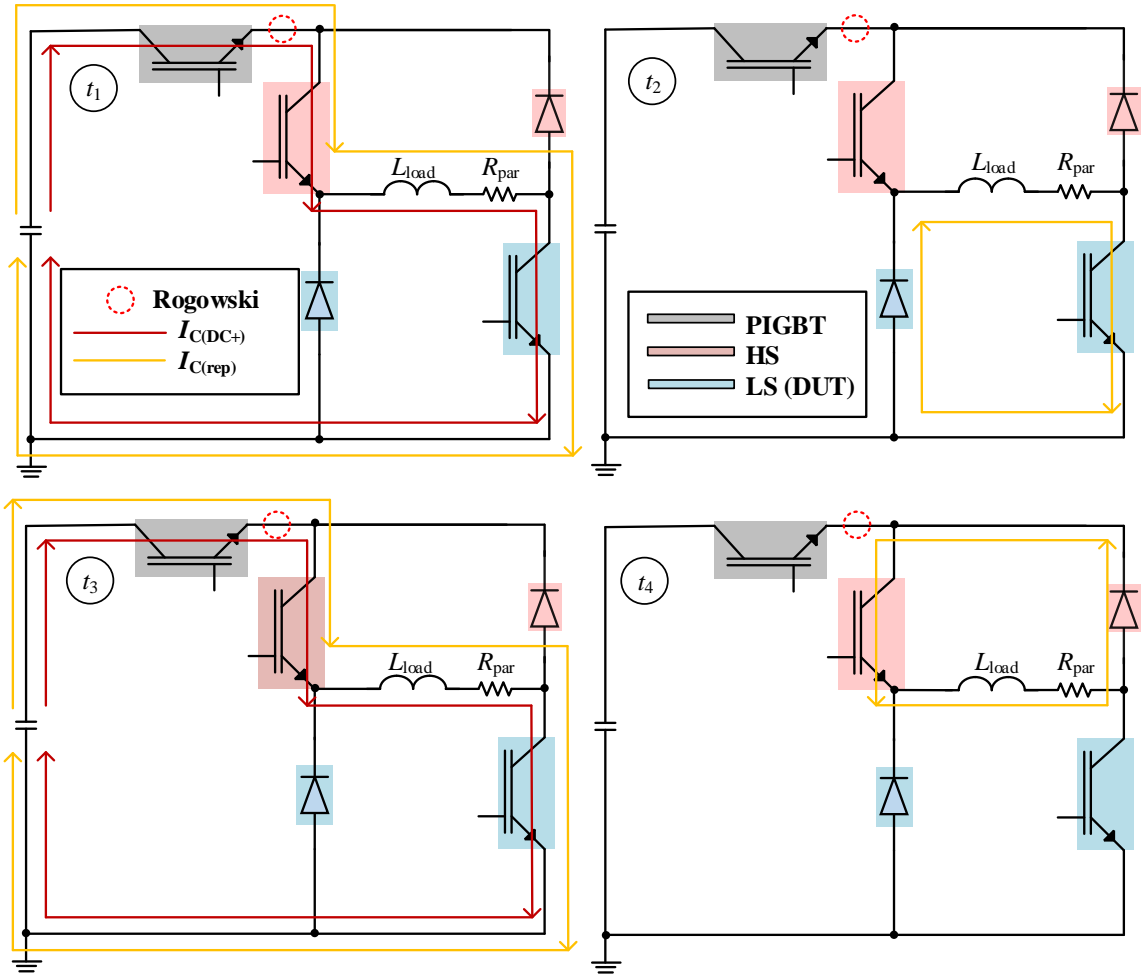 t1
Lload
Rpar
Rogowski
IC(DC+)
IC(rep)
t2
Lload
Rpar
PIGBT
HS
LS (DUT)
t3
Lload
Rpar
t4
Lload
Rpar